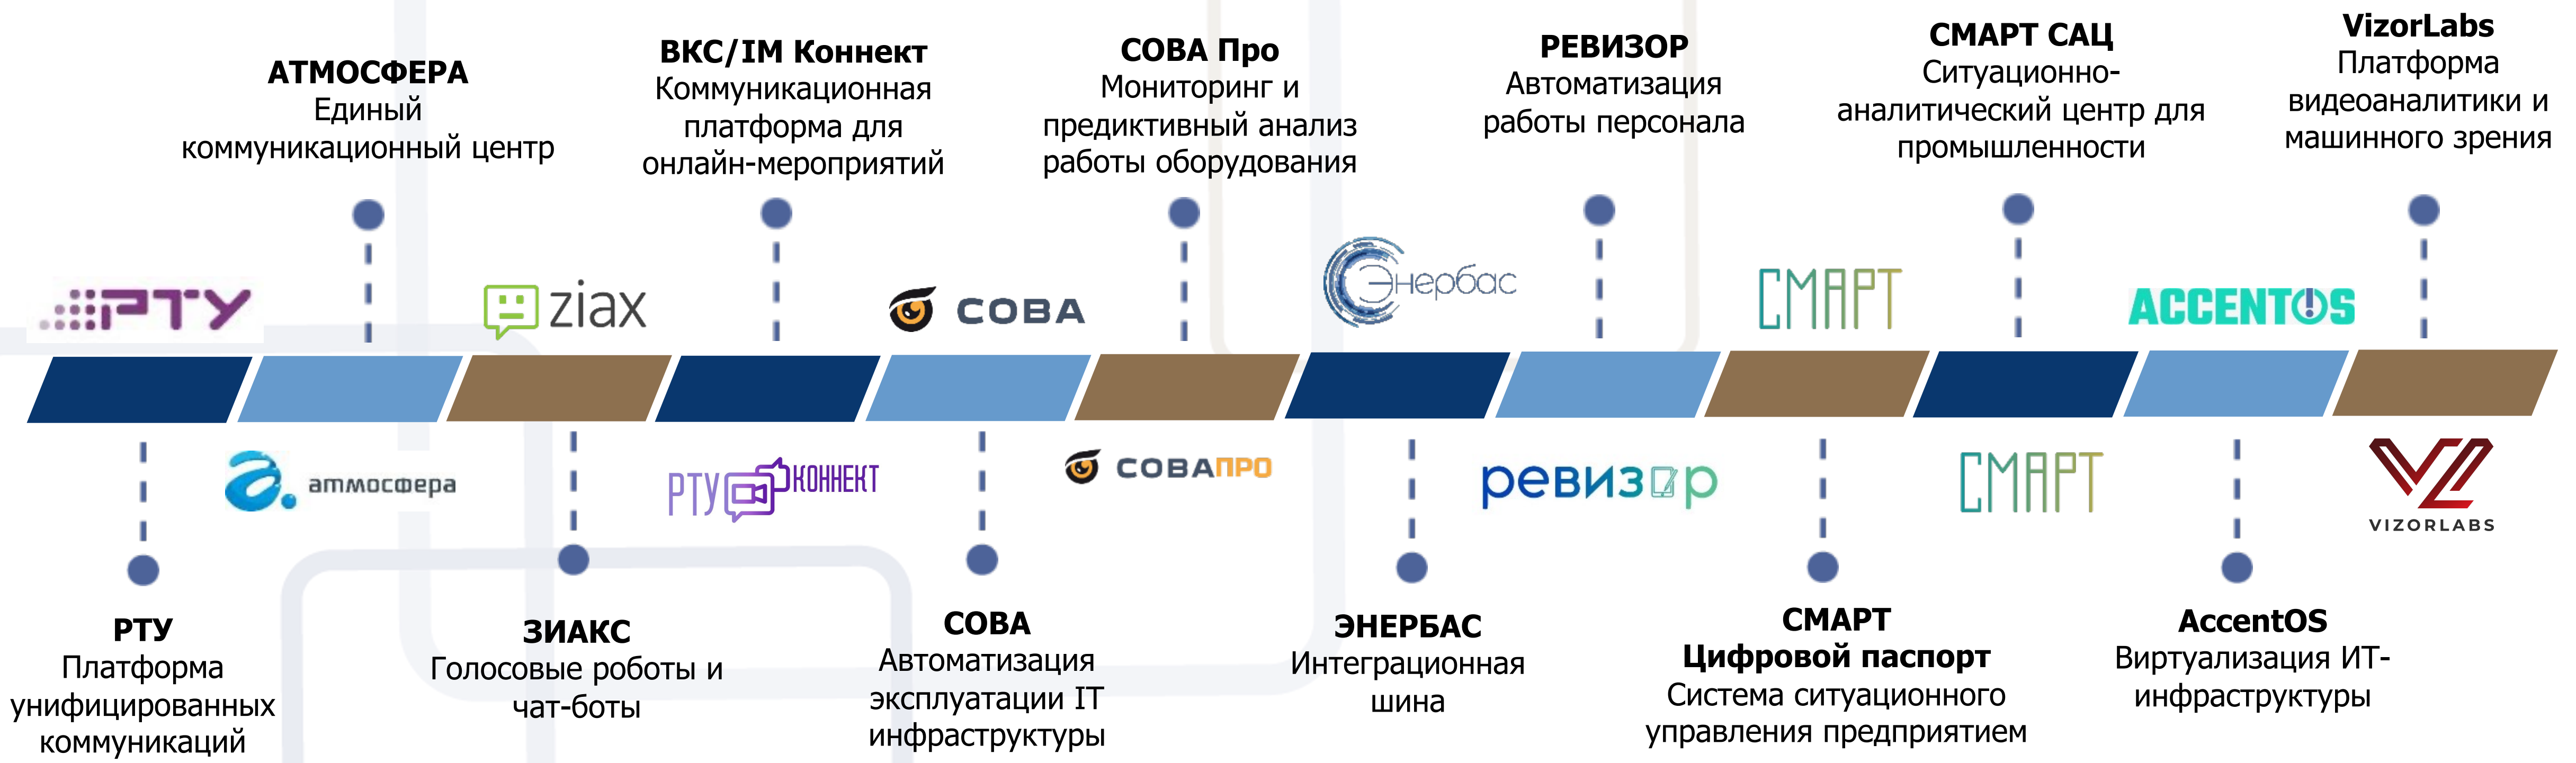 АТМОСФЕРА
Единый
коммуникационный центр
ВКС/IM Коннект
Коммуникационная
платформа для
онлайн-мероприятий
СОВА Про
Мониторинг и
предиктивный анализ
работы оборудования
РЕВИЗОР
Автоматизация
работы персонала
СМАРТ САЦ
Ситуационно-
аналитический центр для
промышленности
VizorLabs
Платформа
видеоаналитики и
машинного зрения
РТУ
ziax
СОВА
Энербас
СМАРТ
ACCENTOS
атмосфера
РТУ КОННЕКТ
СОВАПРО
ревизор
СМАРТ
VIZORLABS
РТУ
Платформа
унифицированных
коммуникаций
ЗИАКС
Голосовые роботы и
чат-боты
СОВА
Автоматизация
эксплуатации IT
инфраструктуры
ЭНЕРБАС
Интеграционная
шина
СМАРТ
Цифровой паспорт
Система ситуационного
управления предприятием
AccentOS
Виртуализация ИТ-
инфраструктуры